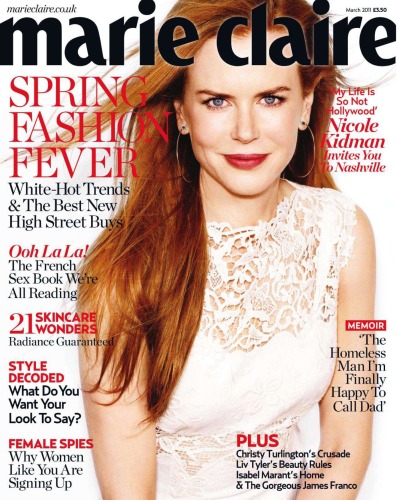 marieclaire.co.uk
March 2011 £3.50
marie claire
SPRING
FASHION
FEVER
White-Hot Trends
& The Best New
High Street Buys
Ooh La La!
The French
Sex Book We're
All Reading
21 SKINCARE
WONDERS
Radiance Guaranteed
STYLE
DECODED
What Do You
Want Your
Look To Say?
FEMALE SPIES
Why Women
Like You Are
Signing Up
'My Life Is
So Not
Hollywood'
Nicole
Kidman
Invites You
To Nashville
MEMOIR
'The
Homeless
Man I'm
Finally
Happy To
Call Dad'
PLUS
Christy Turlington's Crusade
Liv Tyler's Beauty Rules
Isabel Marant's Home
& The Gorgeous James Franco